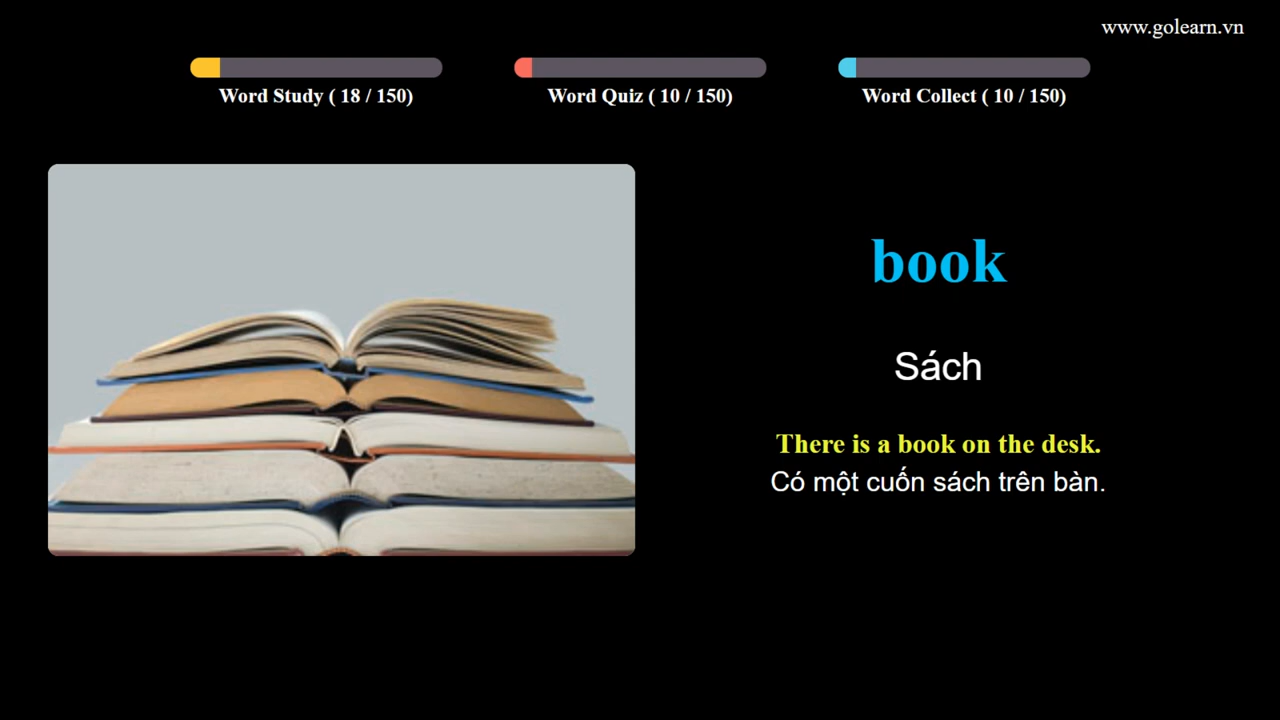 www.golearn.vn
Word Study ( 18 / 150)
Word Quiz ( 10 / 150)
Word Collect ( 10 / 150)
book
Sách
There is a book on the desk.
Có một cuốn sách trên bàn.